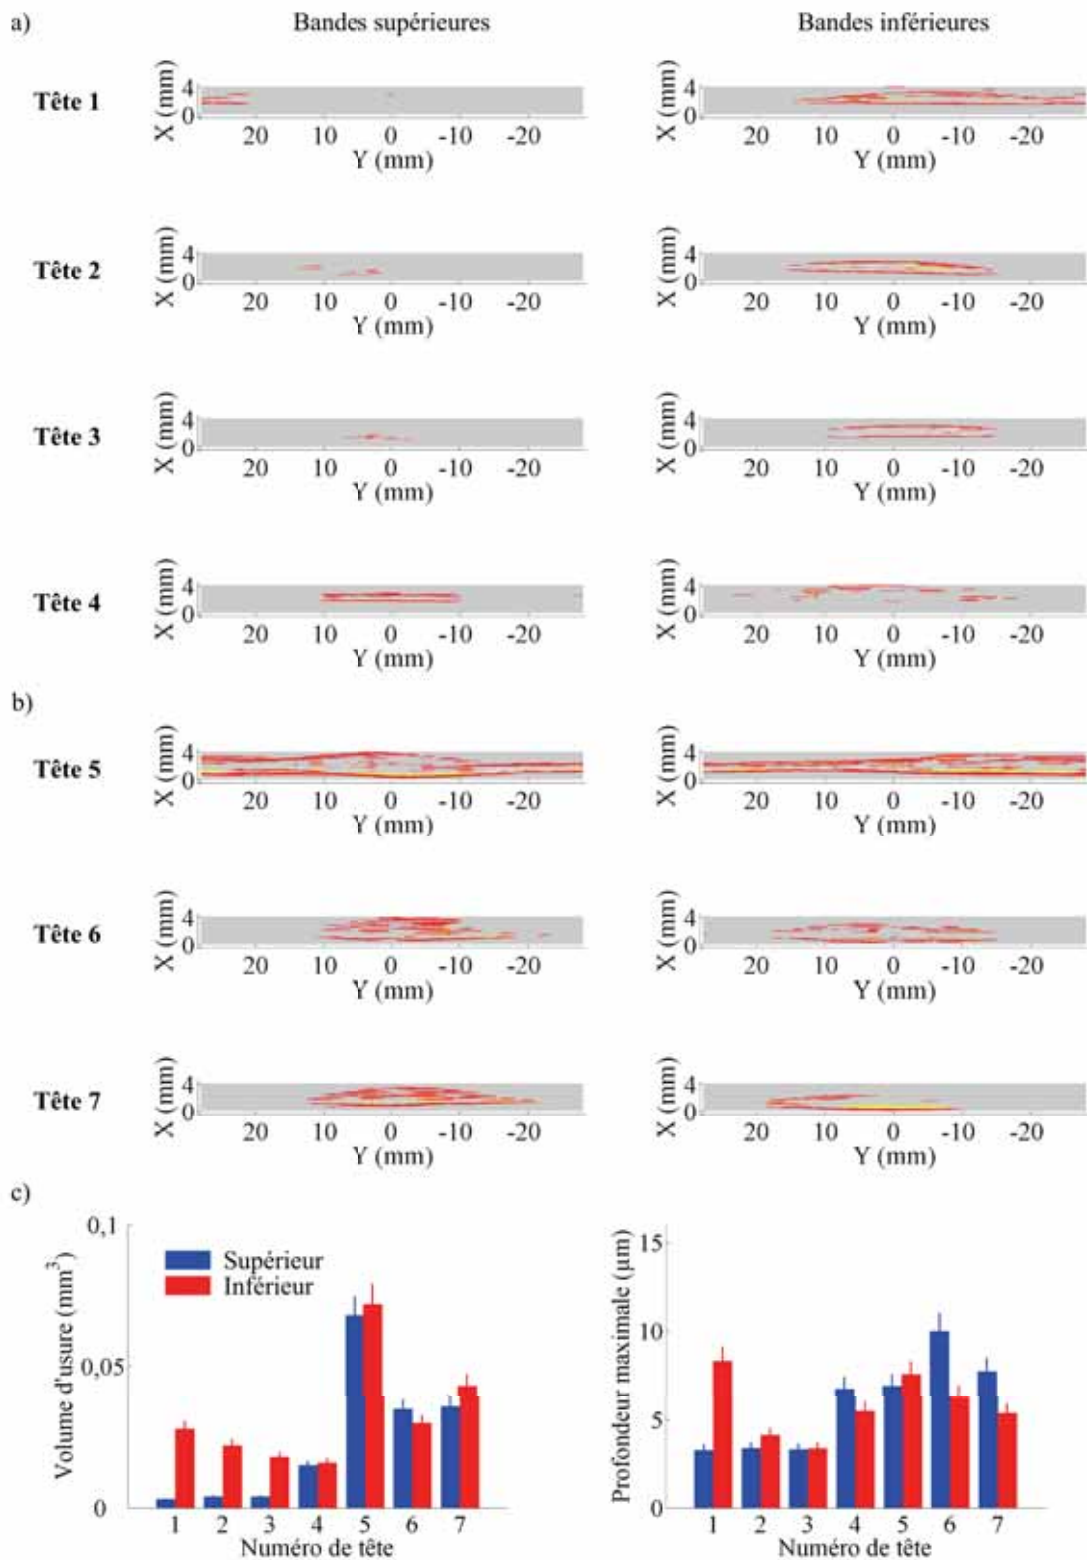 a)
Bandes supérieures
Bandes inférieures
Tête 1
X (mm)
4
0
20 10 0 -10 -20
Y (mm)
X (mm)
4
0
20 10 0 -10 -20
Y (mm)
Tête 2
X (mm)
4
0
20 10 0 -10 -20
Y (mm)
X (mm)
4
0
20 10 0 -10 -20
Y (mm)
Tête 3
X (mm)
4
0
20 10 0 -10 -20
Y (mm)
X (mm)
4
0
20 10 0 -10 -20
Y (mm)
Tête 4
X (mm)
4
0
20 10 0 -10 -20
Y (mm)
X (mm)
4
0
20 10 0 -10 -20
Y (mm)
b)
Tête 5
X (mm)
4
0
20 10 0 -10 -20
Y (mm)
X (mm)
4
0
20 10 0 -10 -20
Y (mm)
Tête 6
X (mm)
4
0
20 10 0 -10 -20
Y (mm)
X (mm)
4
0
20 10 0 -10 -20
Y (mm)
Tête 7
X (mm)
4
0
20 10 0 -10 -20
Y (mm)
X (mm)
4
0
20 10 0 -10 -20
Y (mm)
c)
Volume d'usure (mm³)
0,1
0,05
0
Supérieur
Inférieur
1 2 3 4 5 6 7
Numéro de tête
Profondeur maximale (µm)
15
10
5
0
1 2 3 4 5 6 7
Numéro de tête